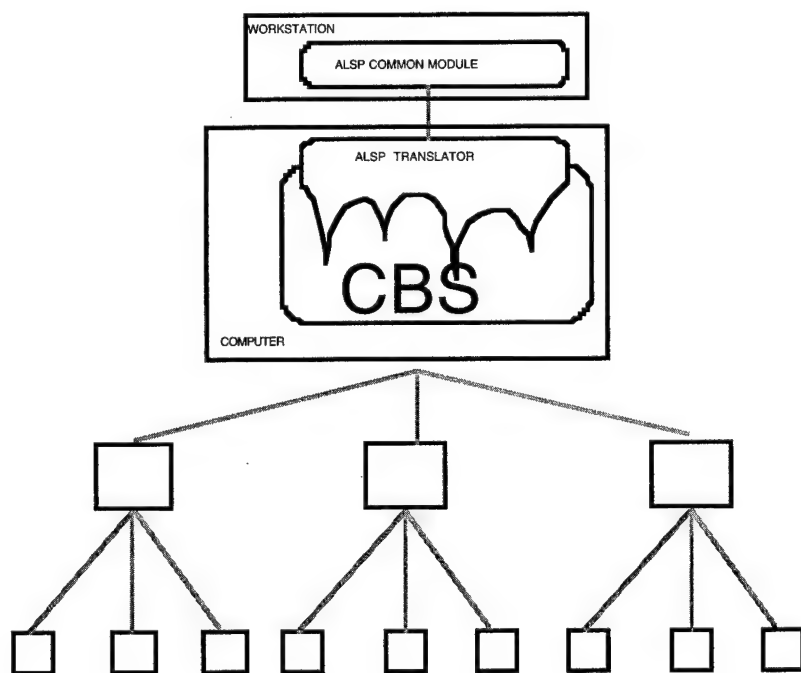 WORKSTATION
ALSP COMMON MODULE
ALSP TRANSLATOR
CBS
COMPUTER